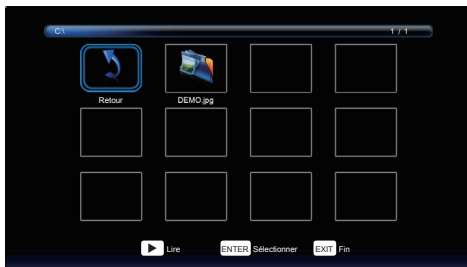 C:\ 1 / 1
Retour DEMO.jpg
Lire ENTER Sélectionner EXIT Fin